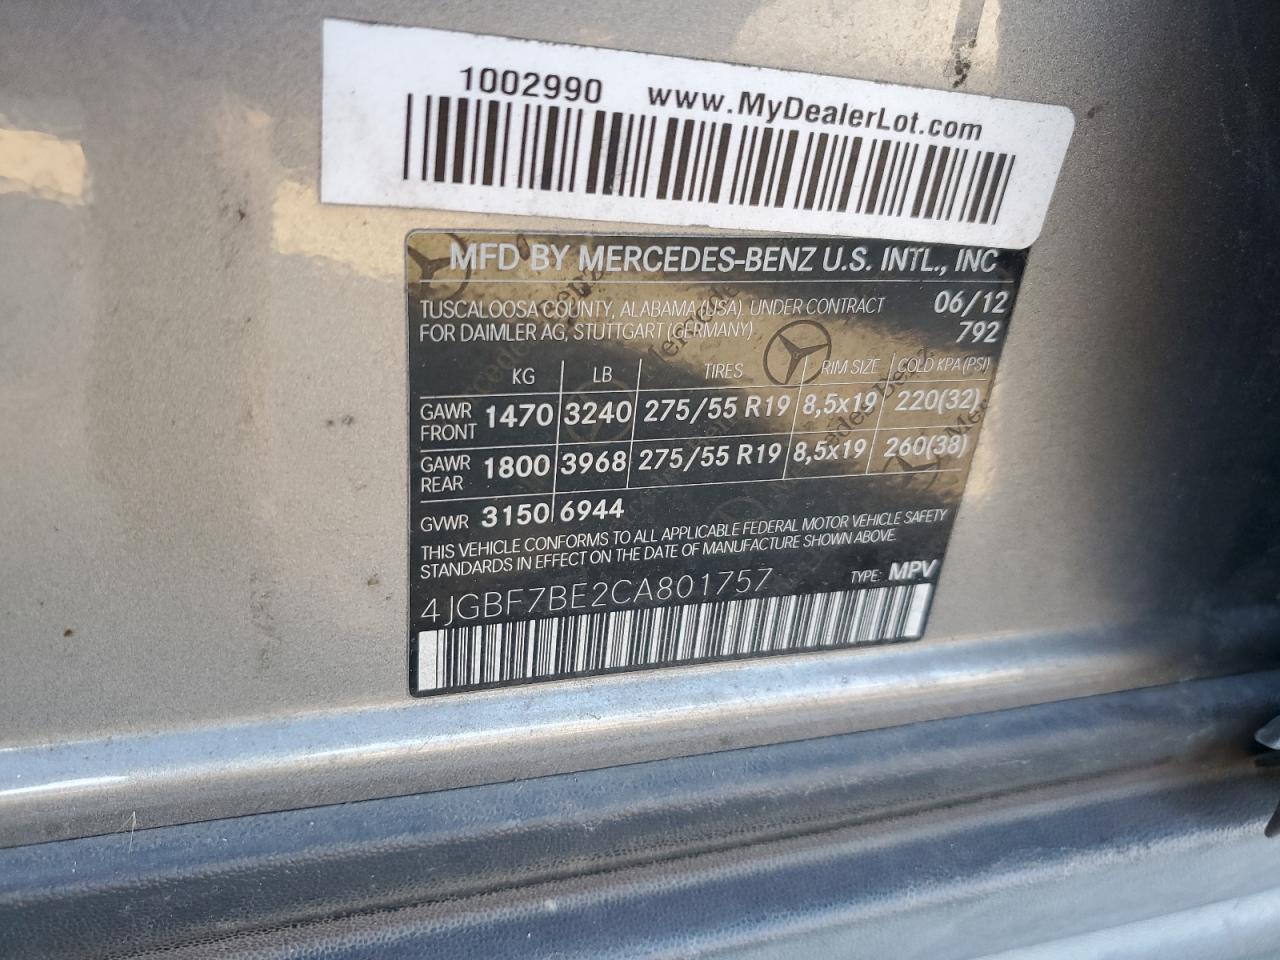 1002990 www.MyDealerLot.com
MFD BY MERCEDES-BENZ U.S. INTL., INC
TUSCALOOSA COUNTY, ALABAMA (USA) UNDER CONTRACT 06/12
FOR DAIMLER AG, STUTTGART (GERMANY) 792
KG LB TIRES RIM SIZE COLD KPA (PSI)
GAWR FRONT 1470 3240 275/55 R19 8,5x19 220(32)
GAWR REAR 1800 3968 275/55 R19 8,5x19 260(38)
GVWR 3150 6944
THIS VEHICLE CONFORMS TO ALL APPLICABLE FEDERAL MOTOR VEHICLE SAFETY
STANDARDS IN EFFECT ON THE DATE OF MANUFACTURE SHOWN ABOVE
4JGBF7BE2CA801757 TYPE: MPV